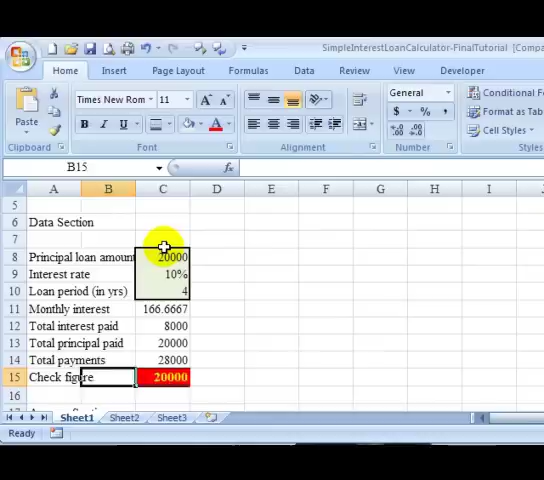 SimpleInterestLoanCalculator-FinalTutorial [Compa
Home Insert Page Layout Formulas Data Review View Developer
Times New Rom 11 A A General Conditional Form
Paste Format as Tab
B I U A $ % , Cell Styles
Clipboard Font Alignment Number
B15 fx
A B C D E F G H I J
5
6 Data Section
7
8 Principal loan amount 20000
9 Interest rate 10%
10 Loan period (in yrs) 4
11 Monthly interest 166.6667
12 Total interest paid 8000
13 Total principal paid 20000
14 Total payments 28000
15 Check figure 20000
16
Sheet1 Sheet2 Sheet3
Ready